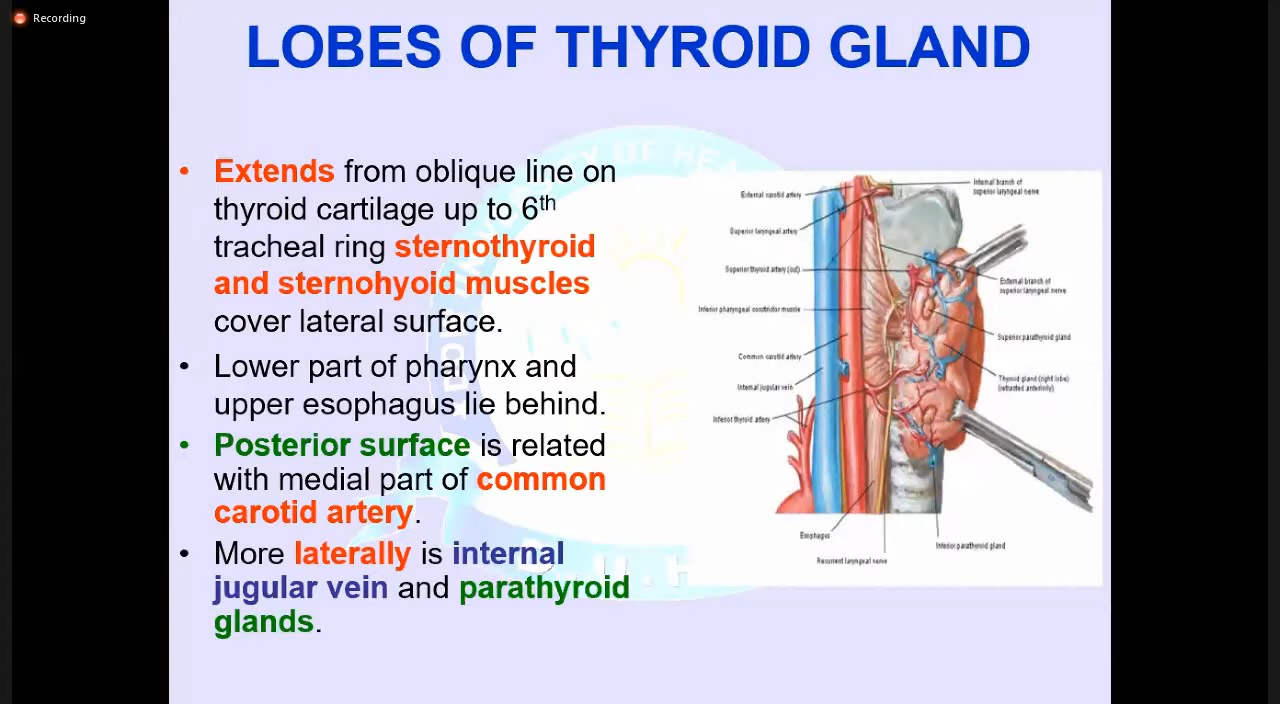 Recording
LOBES OF THYROID GLAND
• Extends from oblique line on
thyroid cartilage up to 6th
tracheal ring sternothyroid
and sternohyoid muscles
cover lateral surface.
• Lower part of pharynx and
upper esophagus lie behind.
• Posterior surface is related
with medial part of common
carotid artery.
• More laterally is internal
jugular vein and parathyroid
glands.
External carotid artery
Superior laryngeal artery
Superior thyroid artery (cut)
Inferior pharyngeal constrictor muscle
Common carotid artery
Internal jugular vein
Inferior thyroid artery
Esophagus
Recurrent laryngeal nerve
Internal branch of
superior laryngeal nerve
External branch of
superior laryngeal nerve
Superior parathyroid gland
Thyroid gland (right lobe)
(retracted anteriorly)
Inferior parathyroid gland